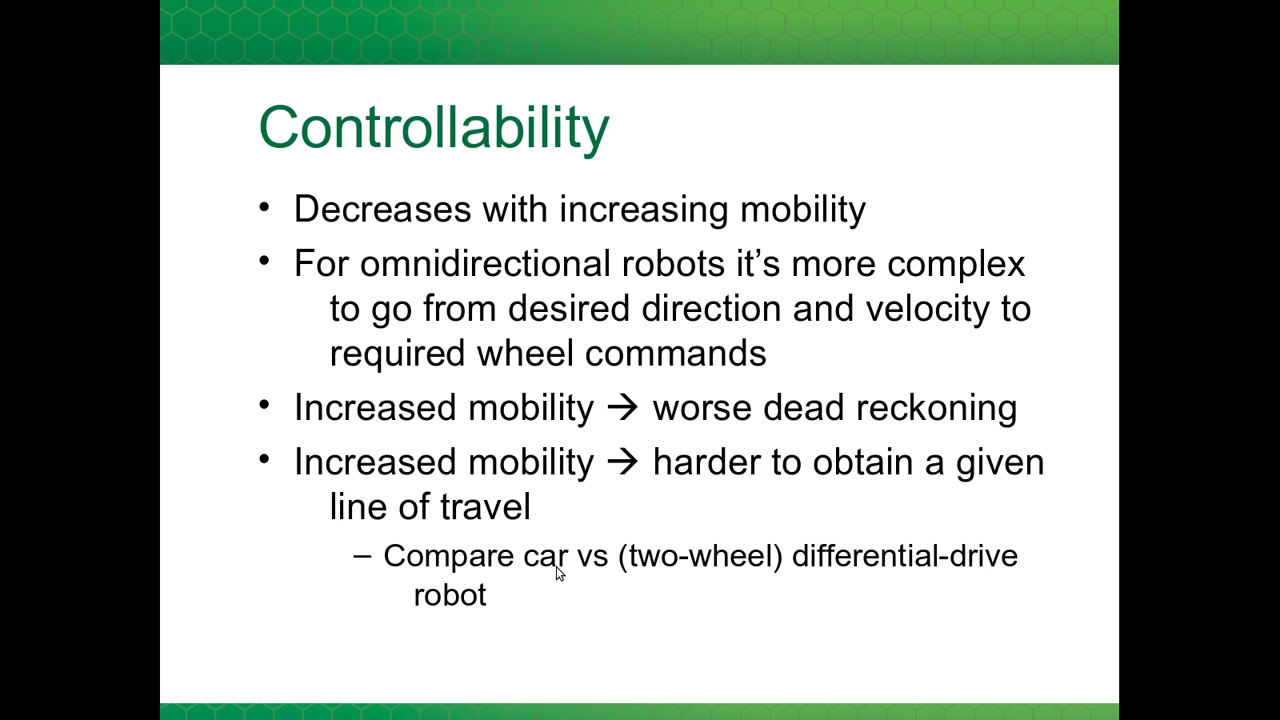 Controllability
• Decreases with increasing mobility
• For omnidirectional robots it’s more complex
to go from desired direction and velocity to
required wheel commands
• Increased mobility → worse dead reckoning
• Increased mobility → harder to obtain a given
line of travel
– Compare car vs (two-wheel) differential-drive
robot